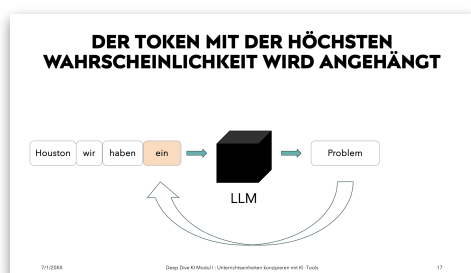 DER TOKEN MIT DER HÖCHSTEN
WAHRSCHEINLICHKEIT WIRD ANGEHÄNGT
Houston wir haben ein Problem
LLM
7/1/20XX Deep Dive KI Modul I : Unterrichtseinheiten konzipieren mit KI -Tools 17